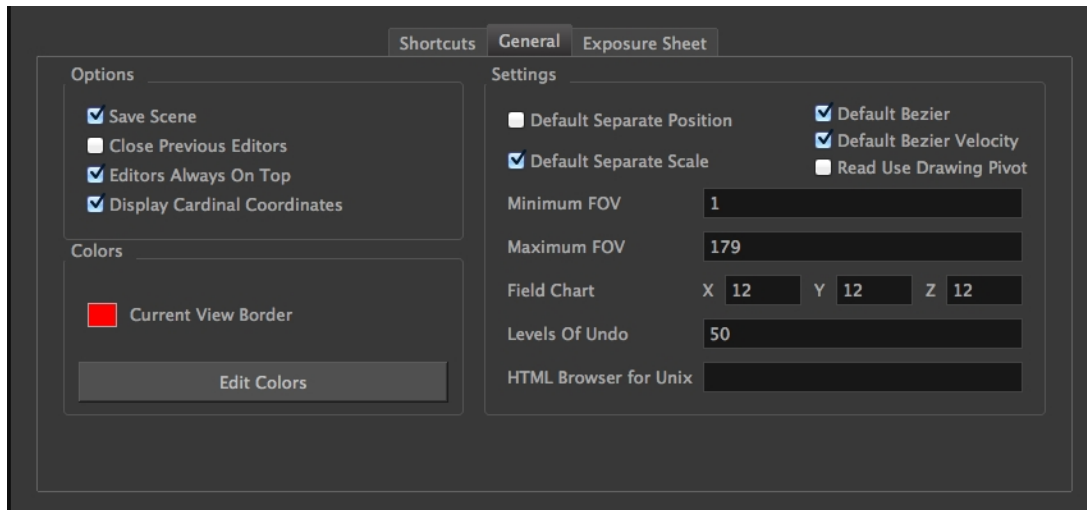 Shortcuts General Exposure Sheet
Options
Save Scene
Close Previous Editors
Editors Always On Top
Display Cardinal Coordinates
Colors
Current View Border
Edit Colors
Settings
Default Separate Position
Default Separate Scale
Default Bezier
Default Bezier Velocity
Read Use Drawing Pivot
Minimum FOV 1
Maximum FOV 179
Field Chart X 12 Y 12 Z 12
Levels Of Undo 50
HTML Browser for Unix